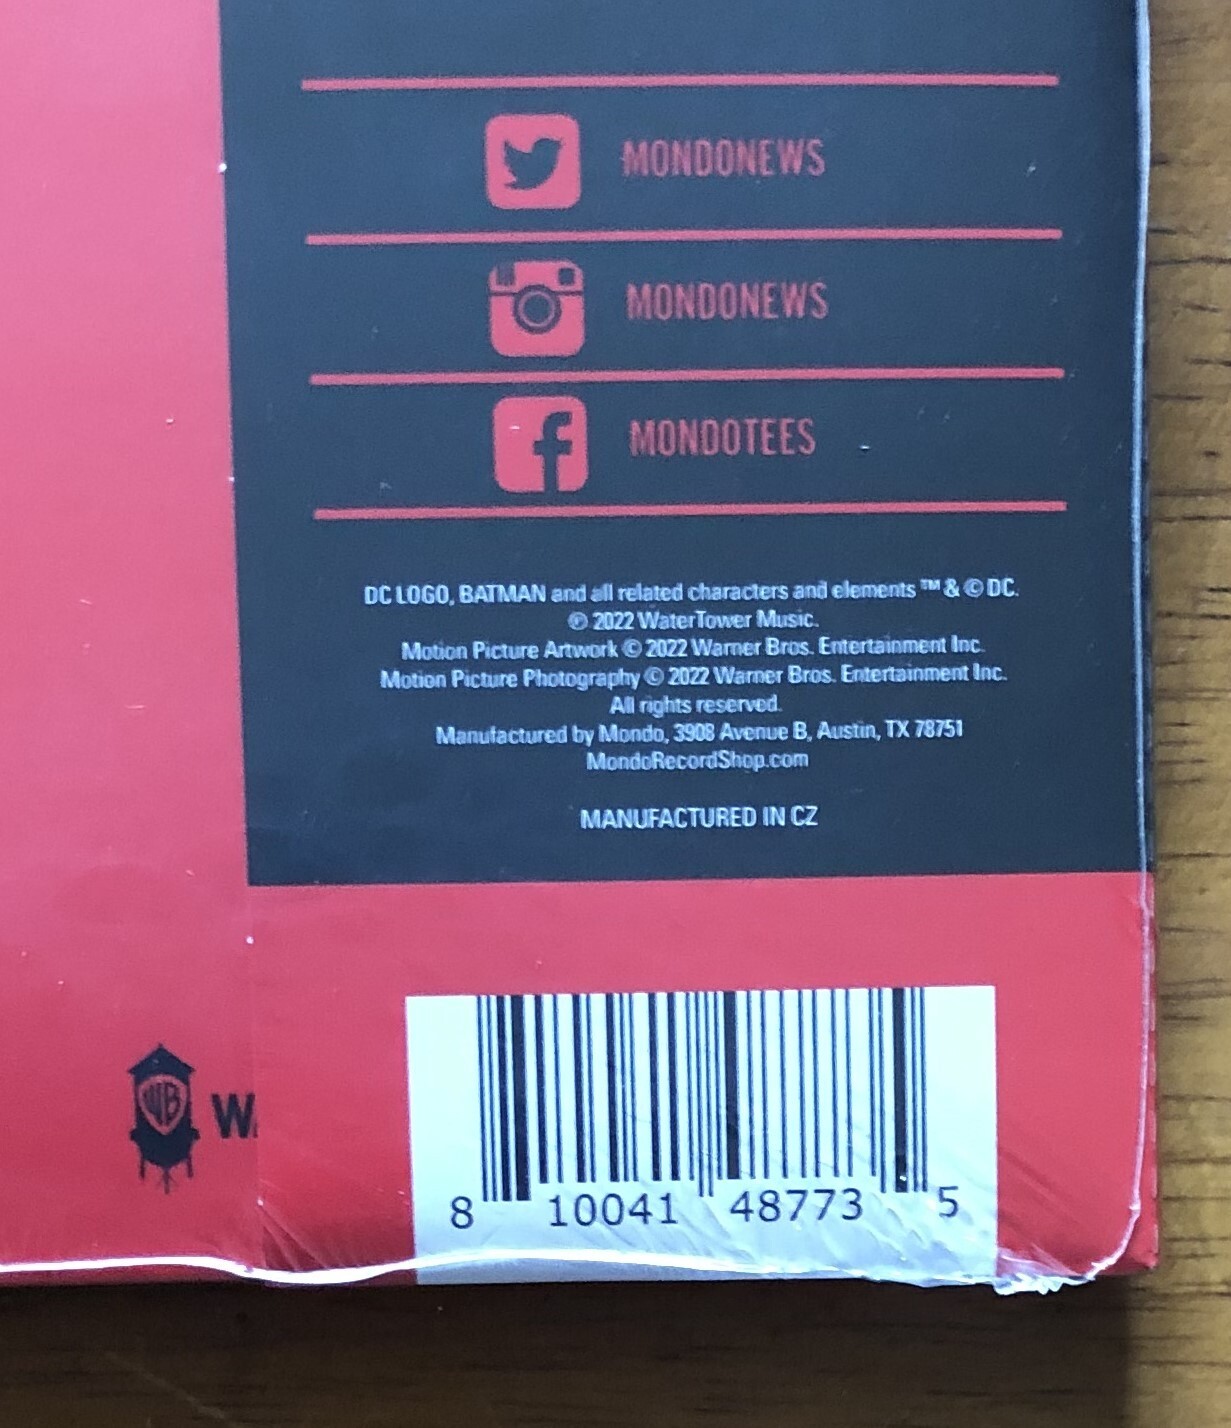 MONDONEWS
MONDONEWS
MONDOTEES
DC LOGO, BATMAN and all related characters and elements ™ & © DC.
℗ 2022 WaterTower Music.
Motion Picture Artwork © 2022 Warner Bros. Entertainment Inc.
Motion Picture Photography © 2022 Warner Bros. Entertainment Inc.
All rights reserved.
Manufactured by Mondo, 3908 Avenue B, Austin, TX 78751
MondoRecordShop.com
MANUFACTURED IN CZ
WB
8 10041 48773 5